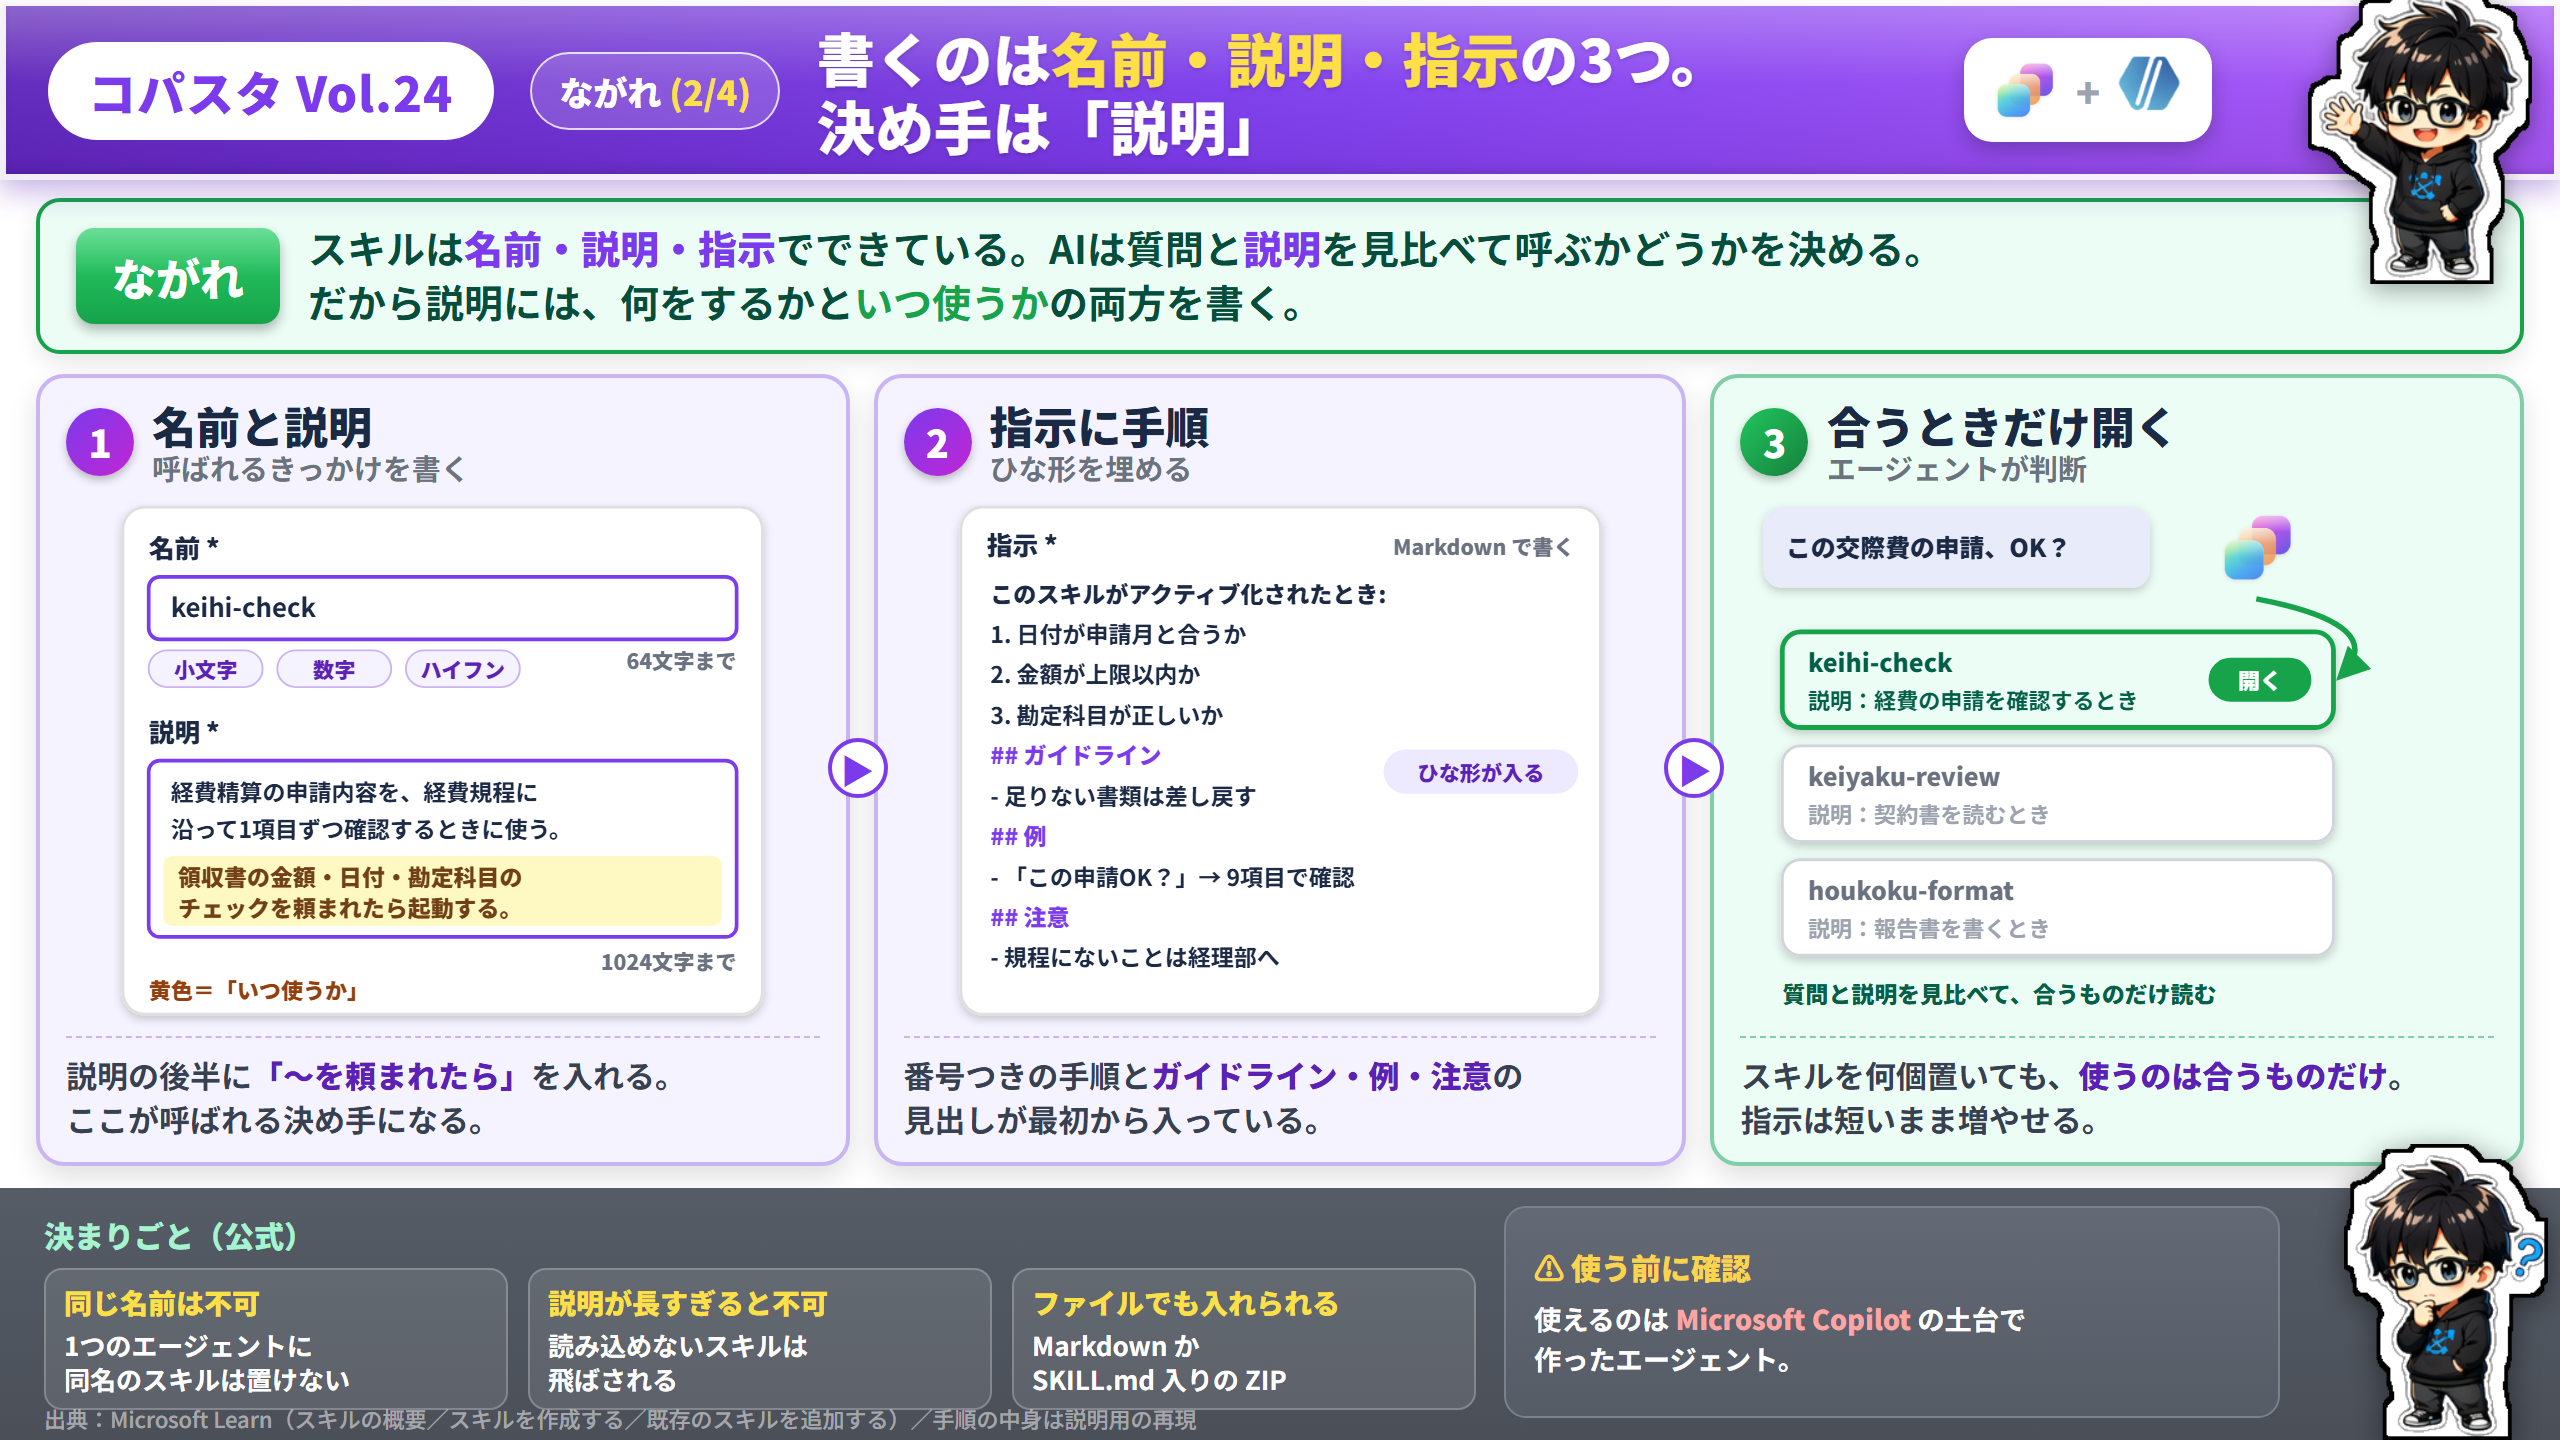 コパスタ Vol.24
ながれ (2/4)
書くのは名前・説明・指示の3つ。
決め手は「説明」
+
ながれ
スキルは名前・説明・指示でできている。AIは質問と説明を見比べて呼ぶかどうかを決める。
だから説明には、何をするかといつ使うかの両方を書く。
1
名前と説明
呼ばれるきっかけを書く
名前 *
keihi-check
小文字
数字
ハイフン
64文字まで
説明 *
経費精算の申請内容を、経費規程に
沿って1項目ずつ確認するときに使う。
領収書の金額・日付・勘定科目の
チェックを頼まれたら起動する。
1024文字まで
黄色＝「いつ使うか」
説明の後半に「〜を頼まれたら」を入れる。
ここが呼ばれる決め手になる。
2
指示に手順
ひな形を埋める
指示 *
Markdown で書く
このスキルがアクティブ化されたとき:
1. 日付が申請月と合うか
2. 金額が上限以内か
3. 勘定科目が正しいか
## ガイドライン
- 足りない書類は差し戻す
ひな形が入る
## 例
- 「この申請OK？」→ 9項目で確認
## 注意
- 規程にないことは経理部へ
番号つきの手順とガイドライン・例・注意の
見出しが最初から入っている。
3
合うときだけ開く
エージェントが判断
この交際費の申請、OK？
keihi-check
説明：経費の申請を確認するとき
開く
keiyaku-review
説明：契約書を読むとき
houkoku-format
説明：報告書を書くとき
質問と説明を見比べて、合うものだけ読む
スキルを何個置いても、使うのは合うものだけ。
指示は短いまま増やせる。
決まりごと（公式）
同じ名前は不可
1つのエージェントに
同名のスキルは置けない
説明が長すぎると不可
読み込めないスキルは
飛ばされる
ファイルでも入れられる
Markdown か
SKILL.md 入りの ZIP
⚠ 使う前に確認
使えるのは Microsoft Copilot の土台で
作ったエージェント。
?
出典：Microsoft Learn（スキルの概要／スキルを作成する／既存のスキルを追加する）／手順の中身は説明用の再現